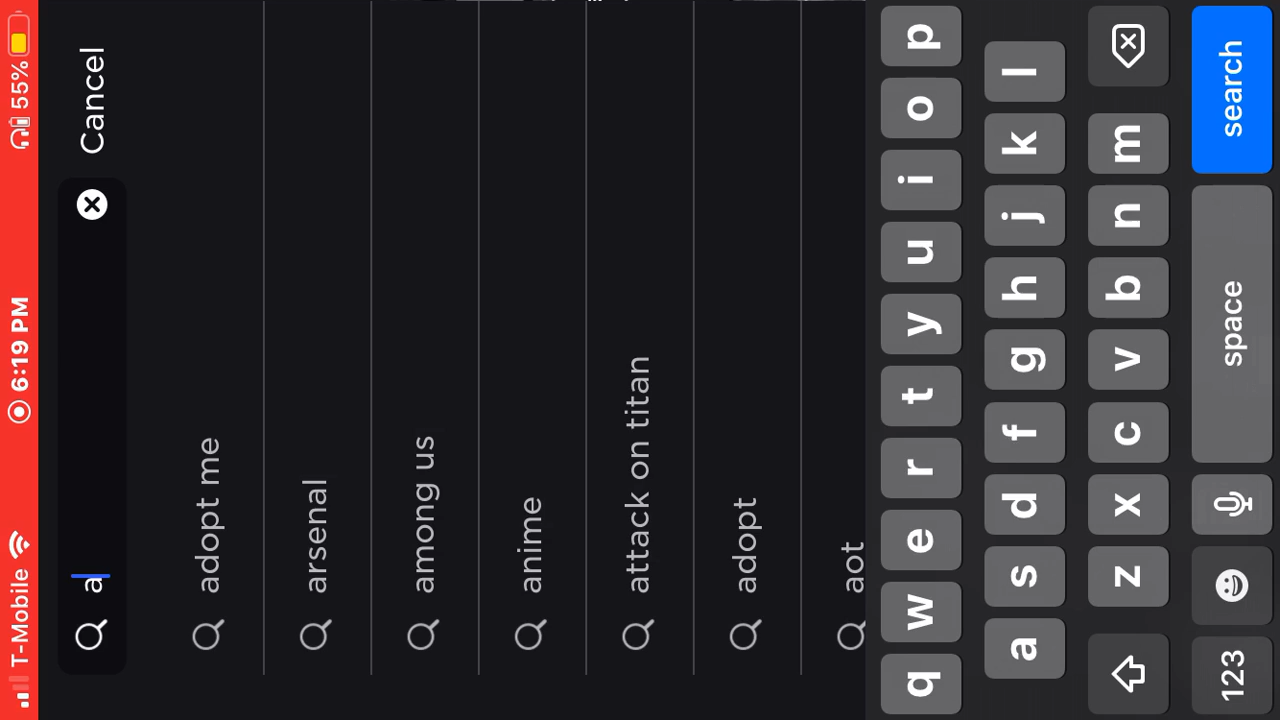 T-Mobile 6:19 PM 55%
a Cancel
adopt me
arsenal
among us
anime
attack on titan
adopt
aot
q w e r t y u i o p
a s d f g h j k l
z x c v b n m
123 space search